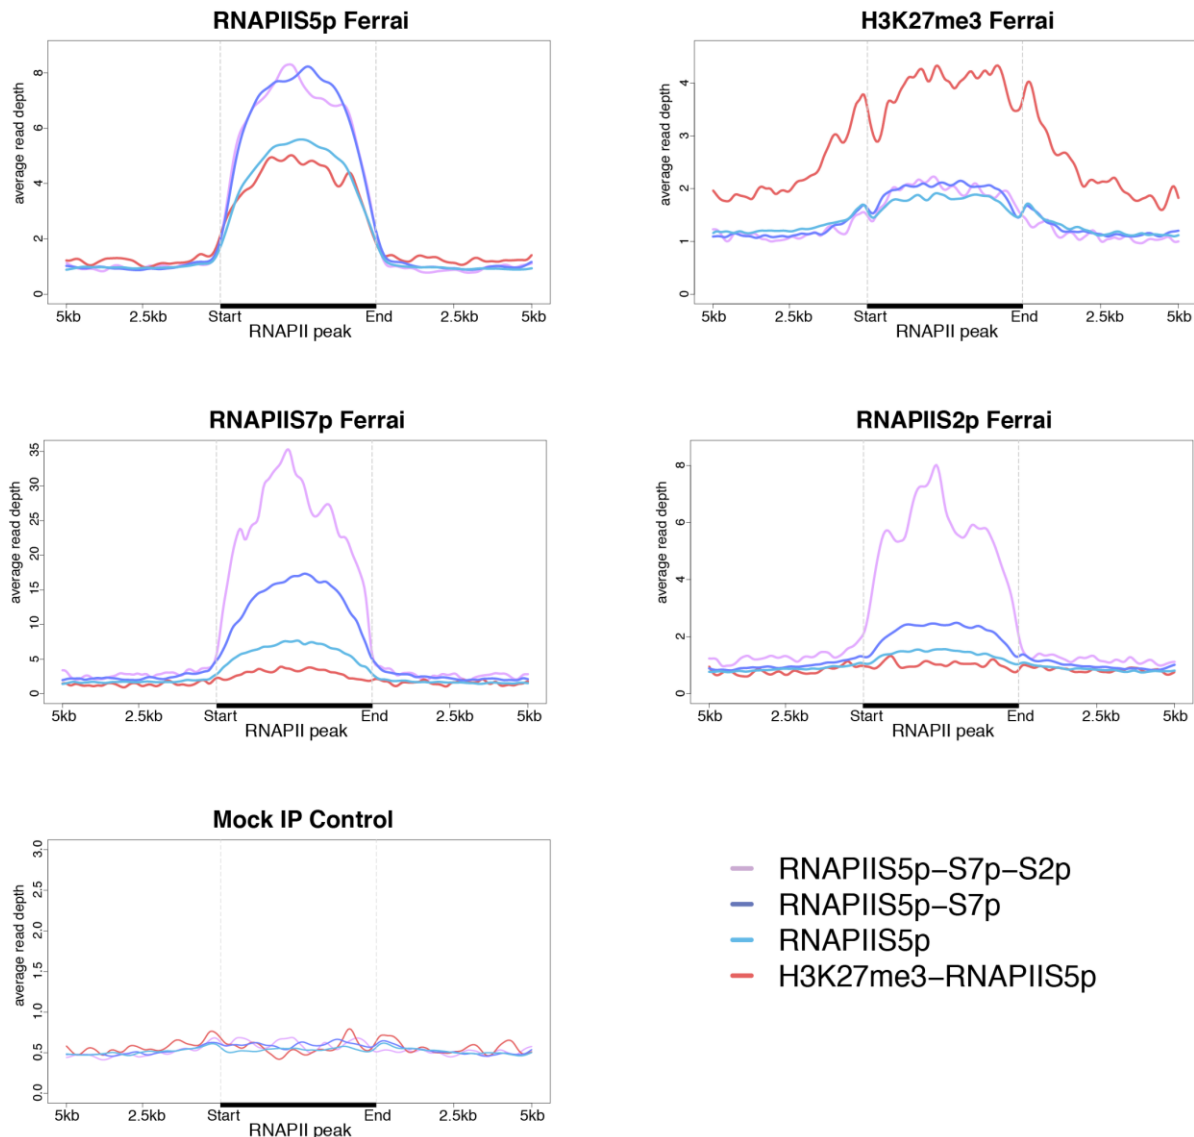 RNAPIIS5p Ferrai
average read depth
8
6
4
2
0
5kb 2.5kb Start End 2.5kb 5kb
RNAPII peak
H3K27me3 Ferrai
average read depth
4
3
2
1
0
5kb 2.5kb Start End 2.5kb 5kb
RNAPII peak
RNAPIIS7p Ferrai
average read depth
35
30
25
20
15
10
5
0
5kb 2.5kb Start End 2.5kb 5kb
RNAPII peak
RNAPIIS2p Ferrai
average read depth
8
6
4
2
0
5kb 2.5kb Start End 2.5kb 5kb
RNAPII peak
Mock IP Control
average read depth
3.0
2.5
2.0
1.5
1.0
0.5
0.0
5kb 2.5kb Start End 2.5kb 5kb
RNAPII peak
RNAPIIS5p−S7p−S2p
RNAPIIS5p−S7p
RNAPIIS5p
H3K27me3−RNAPIIS5p